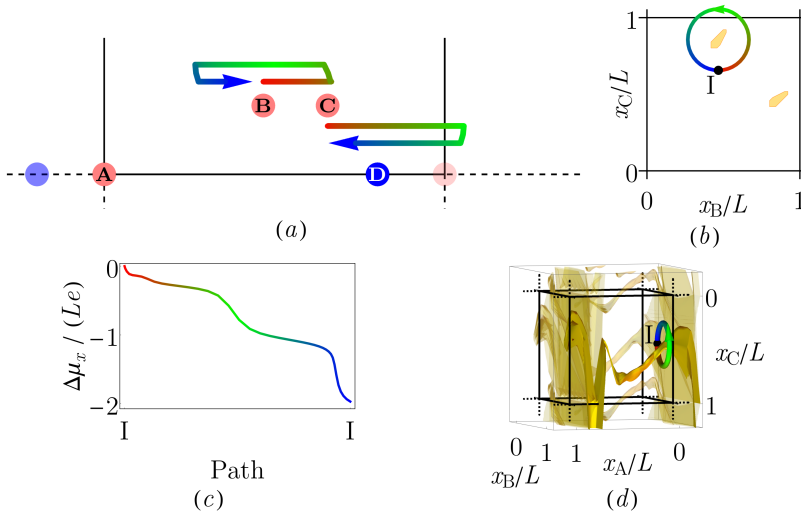 B C
A D
(a)
1
x_C/L
I
0
0 x_B/L 1
(b)
0
−1
−2
Δμ_x / (Le)
I I
Path
(c)
0
I
x_C/L
1
0 1 1 x_A/L 0
x_B/L
(d)